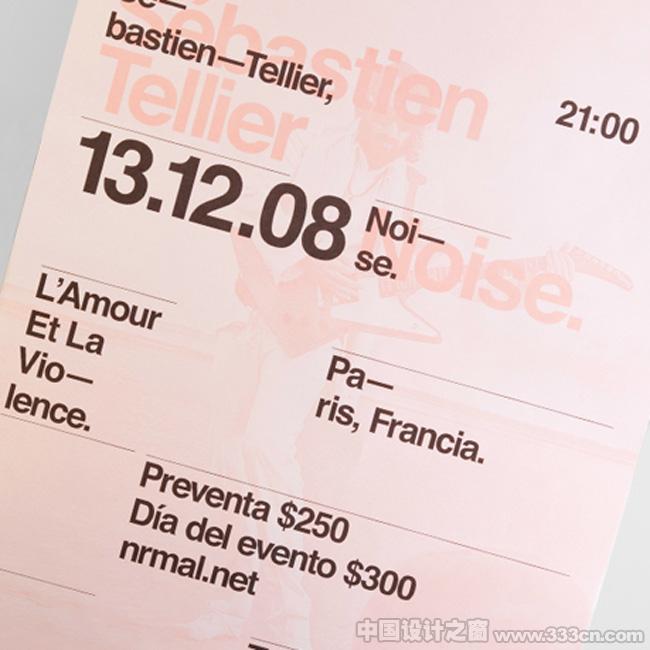 bastien—Tellier,
Sébastien
Tellier
21:00
13.12.08
Noi—
se.
Noise.
L'Amour
Et La
Vio—
lence.
Pa—
ris, Francia.
Preventa $250
Día del evento $300
nrmal.net
中国设计之窗 www.333cn.com